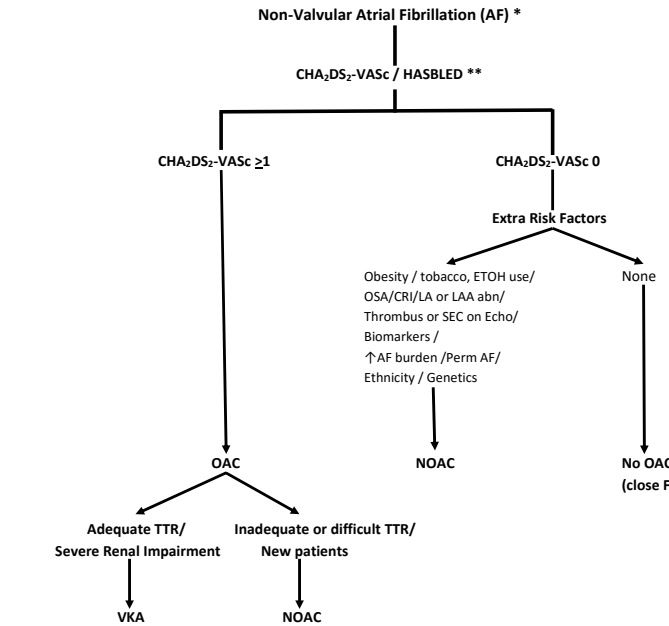 Non-Valvular Atrial Fibrillation (AF) *
CHA₂DS₂-VASc / HASBLED **
CHA₂DS₂-VASc ≥1
CHA₂DS₂-VASc 0
Extra Risk Factors
Obesity / tobacco, ETOH use/
OSA/CRI/LA or LAA abn/
Thrombus or SEC on Echo/
Biomarkers /
↑AF burden /Perm AF/
Ethnicity / Genetics
None
OAC
NOAC
No OAC
(close F
Adequate TTR/
Severe Renal Impairment
Inadequate or difficult TTR/
New patients
VKA
NOAC